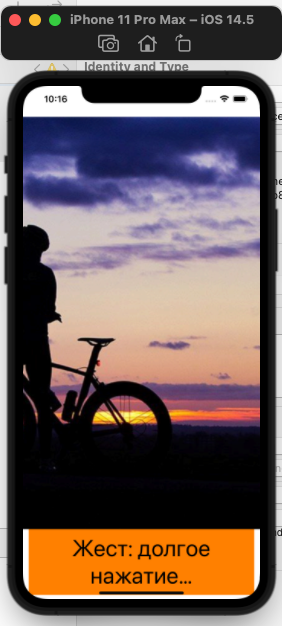 iPhone 11 Pro Max – iOS 14.5
Identity and Type
10:16
Жест: долгое
нажатие...